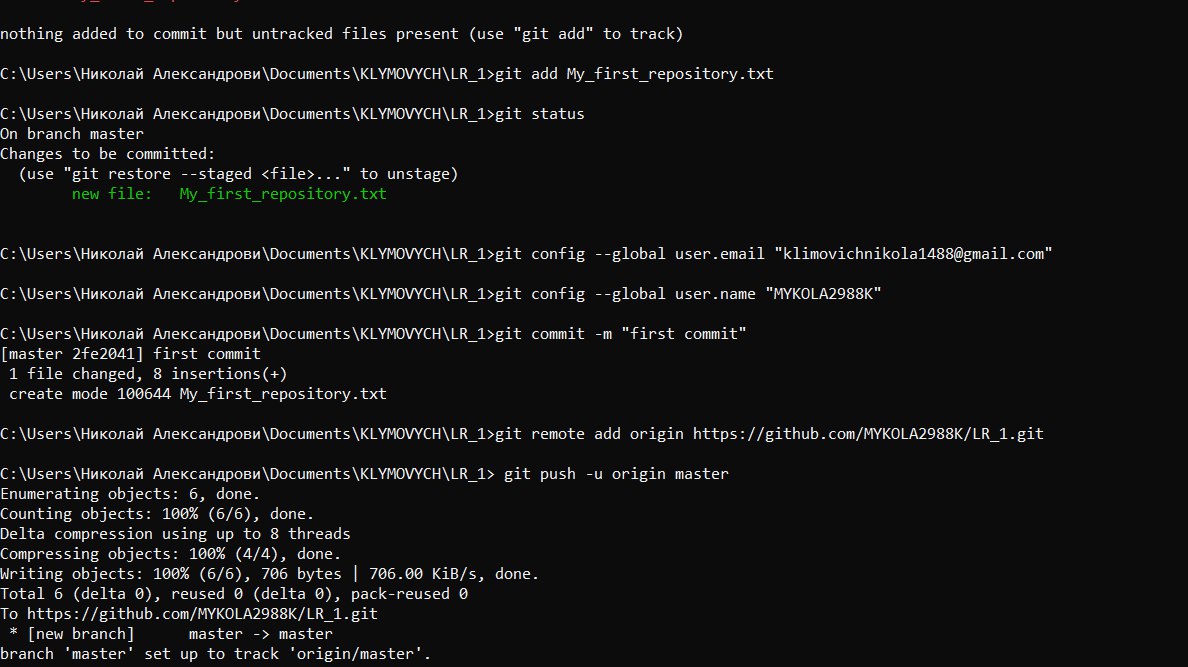 nothing added to commit but untracked files present (use "git add" to track)
C:\Users\Николай Александрови\Documents\KLYMOVYCH\LR_1>git add My_first_repository.txt
C:\Users\Николай Александрови\Documents\KLYMOVYCH\LR_1>git status
On branch master
Changes to be committed:
  (use "git restore --staged <file>..." to unstage)
        new file:   My_first_repository.txt
C:\Users\Николай Александрови\Documents\KLYMOVYCH\LR_1>git config --global user.email "klimovichnikola1488@gmail.com"
C:\Users\Николай Александрови\Documents\KLYMOVYCH\LR_1>git config --global user.name "MYKOLA2988K"
C:\Users\Николай Александрови\Documents\KLYMOVYCH\LR_1>git commit -m "first commit"
[master 2fe2041] first commit
 1 file changed, 8 insertions(+)
 create mode 100644 My_first_repository.txt
C:\Users\Николай Александрови\Documents\KLYMOVYCH\LR_1>git remote add origin https://github.com/MYKOLA2988K/LR_1.git
C:\Users\Николай Александрови\Documents\KLYMOVYCH\LR_1> git push -u origin master
Enumerating objects: 6, done.
Counting objects: 100% (6/6), done.
Delta compression using up to 8 threads
Compressing objects: 100% (4/4), done.
Writing objects: 100% (6/6), 706 bytes | 706.00 KiB/s, done.
Total 6 (delta 0), reused 0 (delta 0), pack-reused 0
To https://github.com/MYKOLA2988K/LR_1.git
 * [new branch]      master -> master
branch 'master' set up to track 'origin/master'.